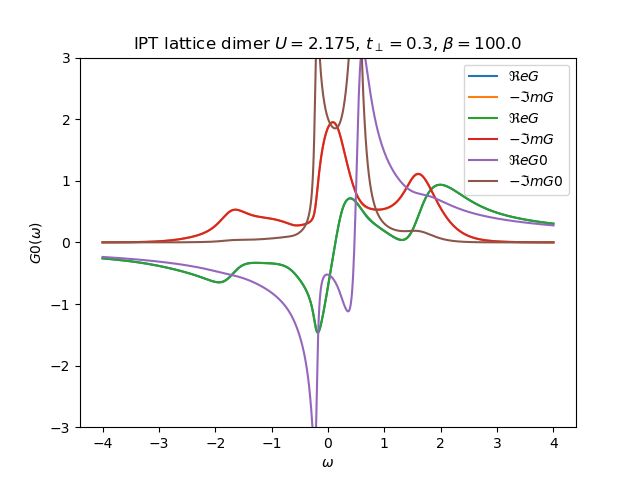 IPT lattice dimer U = 2.175, t⊥ = 0.3, β = 100.0
3
2
1
0
−1
−2
−3
G0(ω)
−4
−3
−2
−1
0
1
2
3
4
ω
ℜeG
−ℑmG
ℜeG
−ℑmG
ℜeG0
−ℑmG0